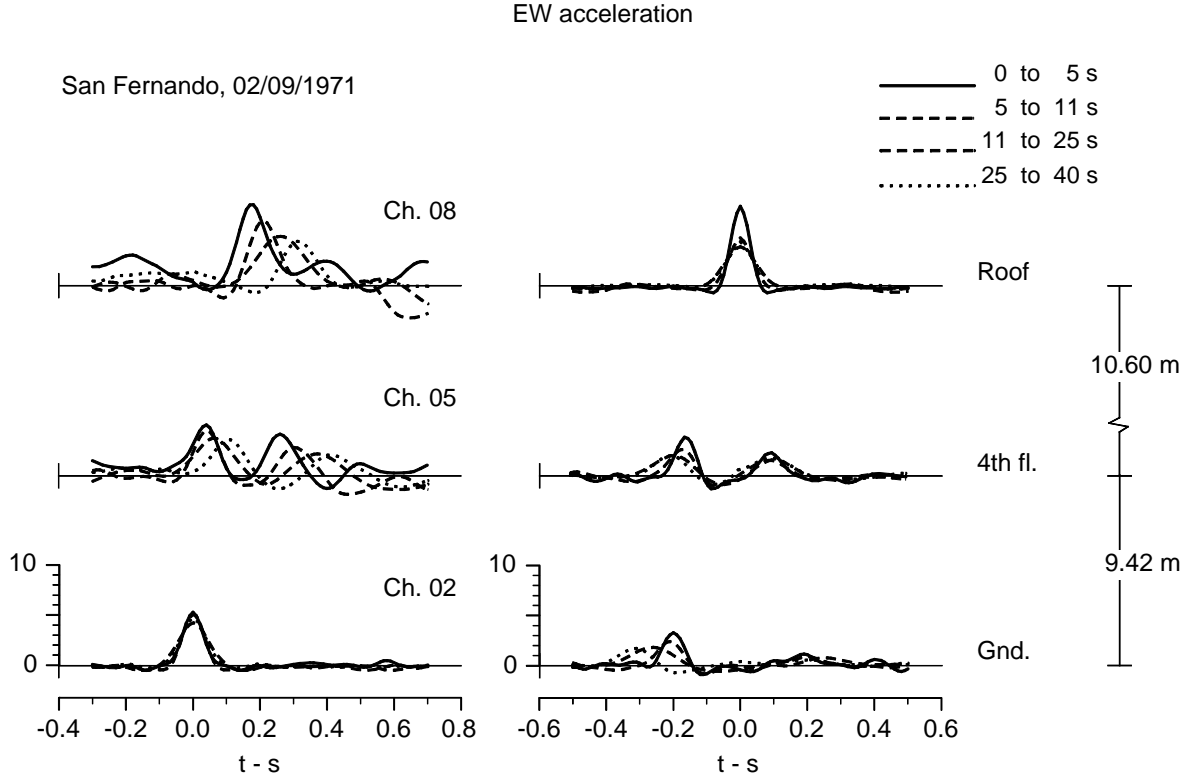 EW acceleration
San Fernando, 02/09/1971
0 to 5 s
5 to 11 s
11 to 25 s
25 to 40 s
Ch. 08
Roof
10.60 m
Ch. 05
4th fl.
9.42 m
10
0
Ch. 02
10
0
Gnd.
-0.4 -0.2 0.0 0.2 0.4 0.6 0.8
-0.6 -0.4 -0.2 0.0 0.2 0.4 0.6
t - s
t - s